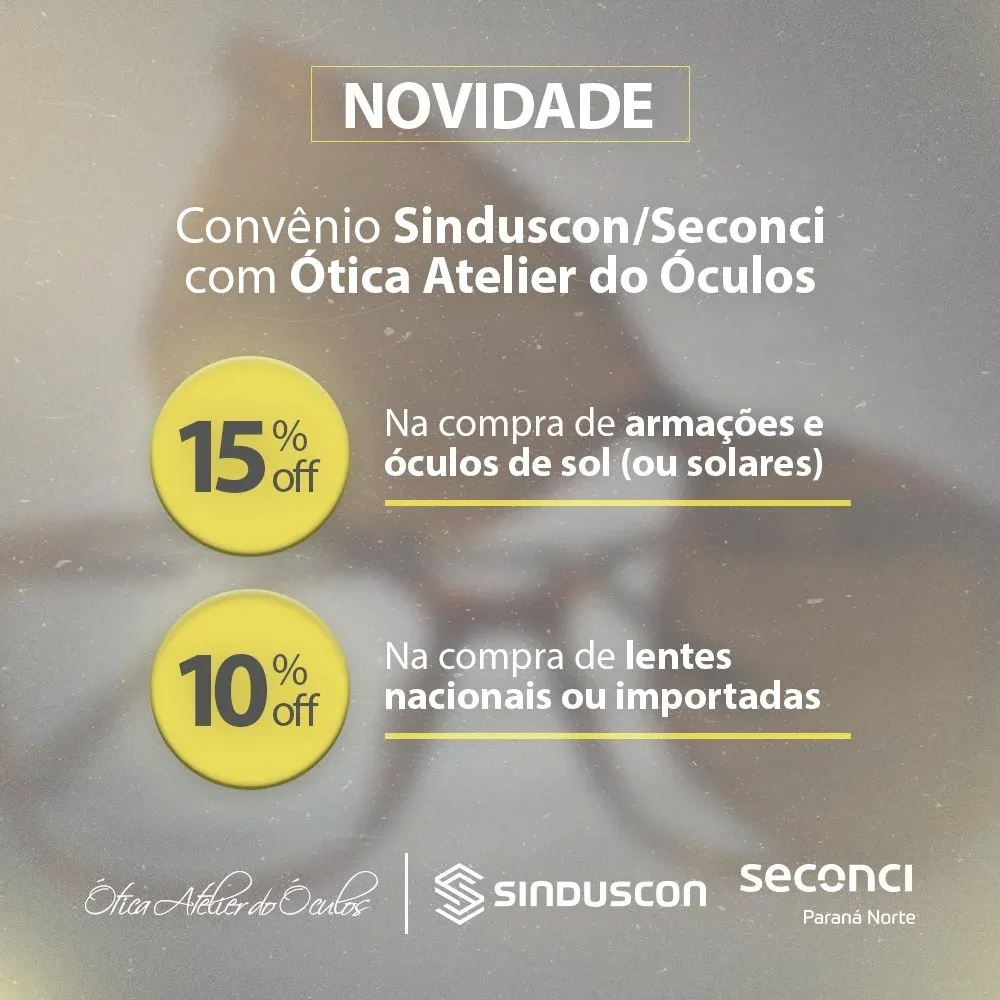 NOVIDADE
Convênio Sinduscon/Seconci
com Ótica Atelier do Óculos
15% off
Na compra de armações e
óculos de sol (ou solares)
10% off
Na compra de lentes
nacionais ou importadas
Ótica Atelier do Óculos
SINDUSCON
seconci
Paraná Norte